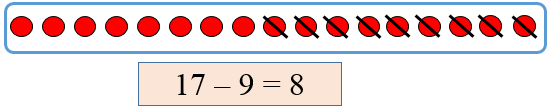 17 – 9 = 8